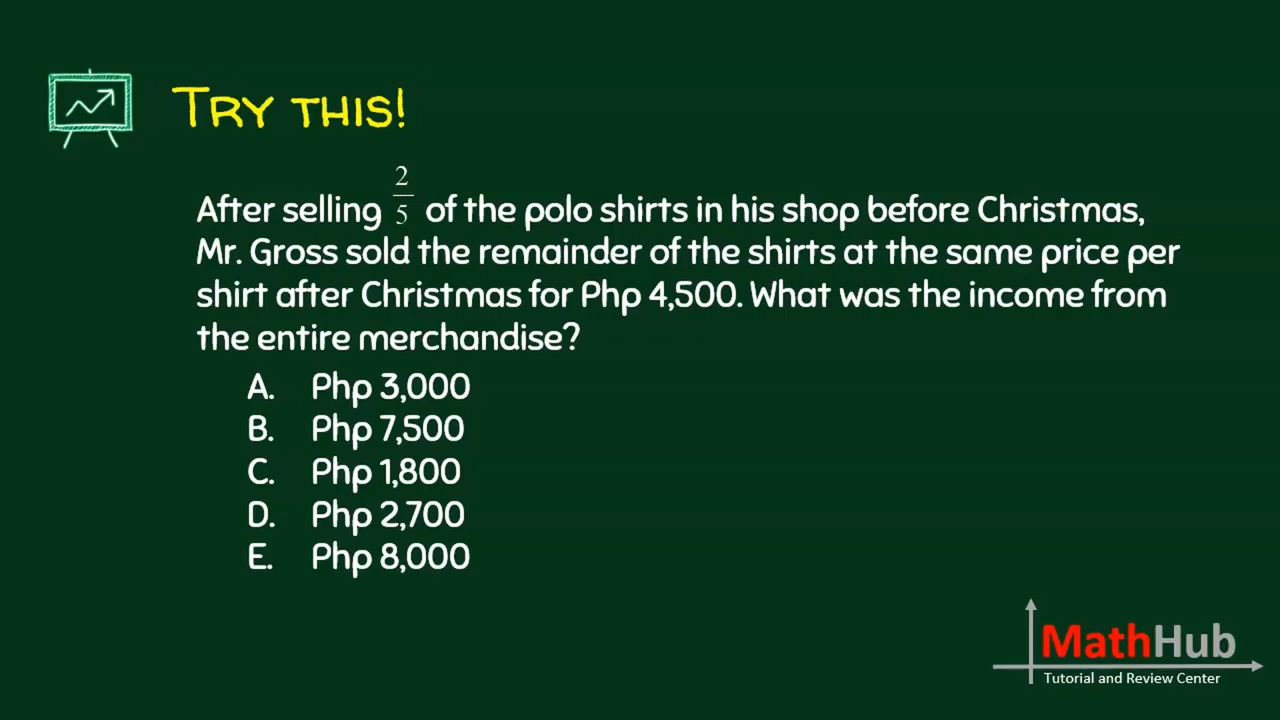 TRY THIS!
After selling 2/5 of the polo shirts in his shop before Christmas,
Mr. Gross sold the remainder of the shirts at the same price per
shirt after Christmas for Php 4,500. What was the income from
the entire merchandise?
A. Php 3,000
B. Php 7,500
C. Php 1,800
D. Php 2,700
E. Php 8,000
MathHub
Tutorial and Review Center